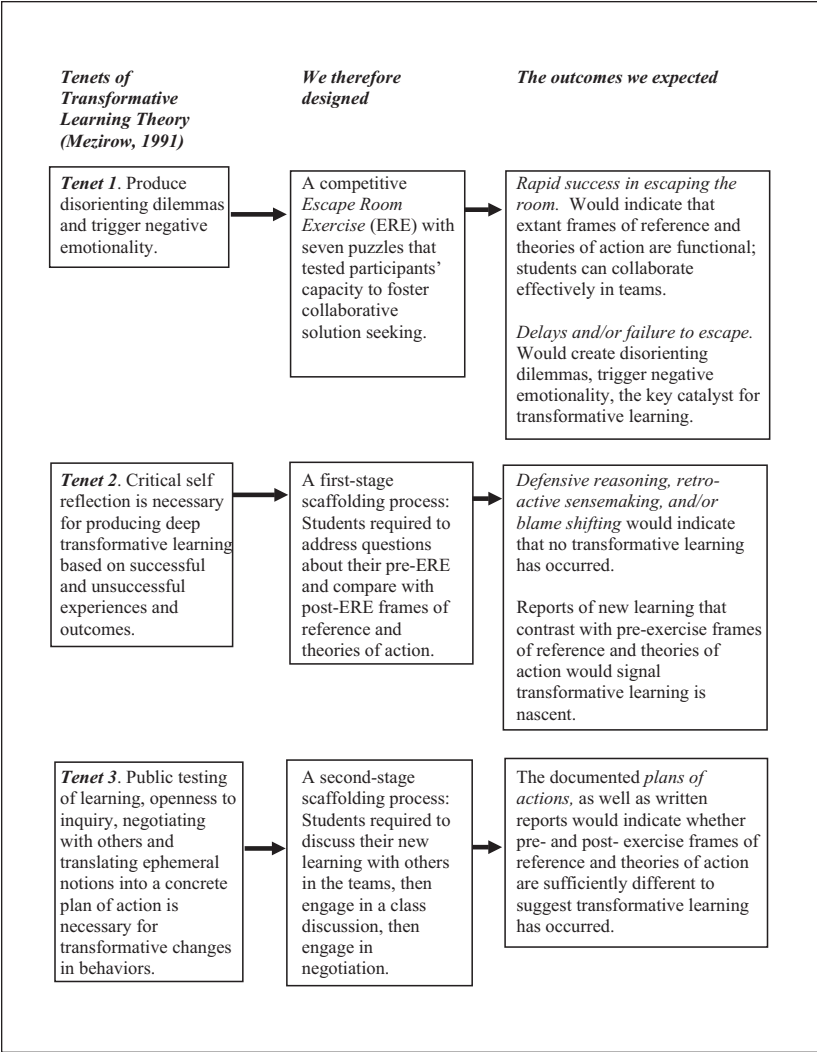 Tenets of
Transformative
Learning Theory
(Mezirow, 1991)
We therefore
designed
The outcomes we expected
Tenet 1. Produce
disorienting dilemmas
and trigger negative
emotionality.
A competitive
Escape Room
Exercise (ERE) with
seven puzzles that
tested participants’
capacity to foster
collaborative
solution seeking.
Rapid success in escaping the
room. Would indicate that
extant frames of reference and
theories of action are functional;
students can collaborate
effectively in teams.
Delays and/or failure to escape.
Would create disorienting
dilemmas, trigger negative
emotionality, the key catalyst for
transformative learning.
Tenet 2. Critical self
reflection is necessary
for producing deep
transformative learning
based on successful
and unsuccessful
experiences and
outcomes.
A first-stage
scaffolding process:
Students required to
address questions
about their pre-ERE
and compare with
post-ERE frames of
reference and
theories of action.
Defensive reasoning, retro-
active sensemaking, and/or
blame shifting would indicate
that no transformative learning
has occurred.
Reports of new learning that
contrast with pre-exercise frames
of reference and theories of
action would signal
transformative learning is
nascent.
Tenet 3. Public testing
of learning, openness to
inquiry, negotiating
with others and
translating ephemeral
notions into a concrete
plan of action is
necessary for
transformative changes
in behaviors.
A second-stage
scaffolding process:
Students required to
discuss their new
learning with others
in the teams, then
engage in a class
discussion, then
engage in
negotiation.
The documented plans of
actions, as well as written
reports would indicate whether
pre- and post- exercise frames of
reference and theories of action
are sufficiently different to
suggest transformative learning
has occurred.